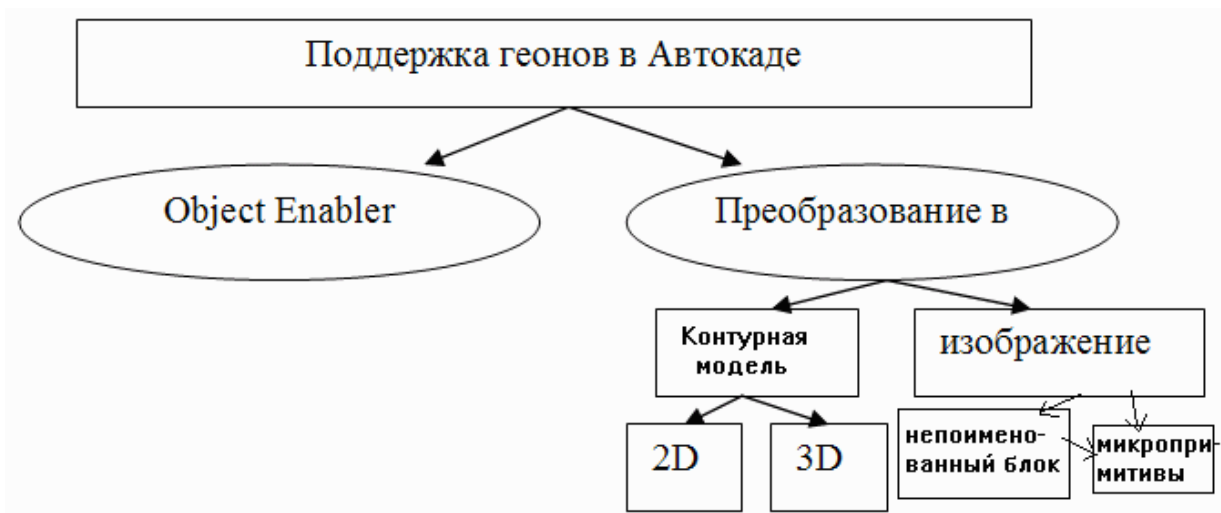 Поддержка геонов в Автокаде
Object Enabler
Преобразование в
Контурная
модель
изображение
2D
3D
непоимено-
ванный блок
микропри-
митивы